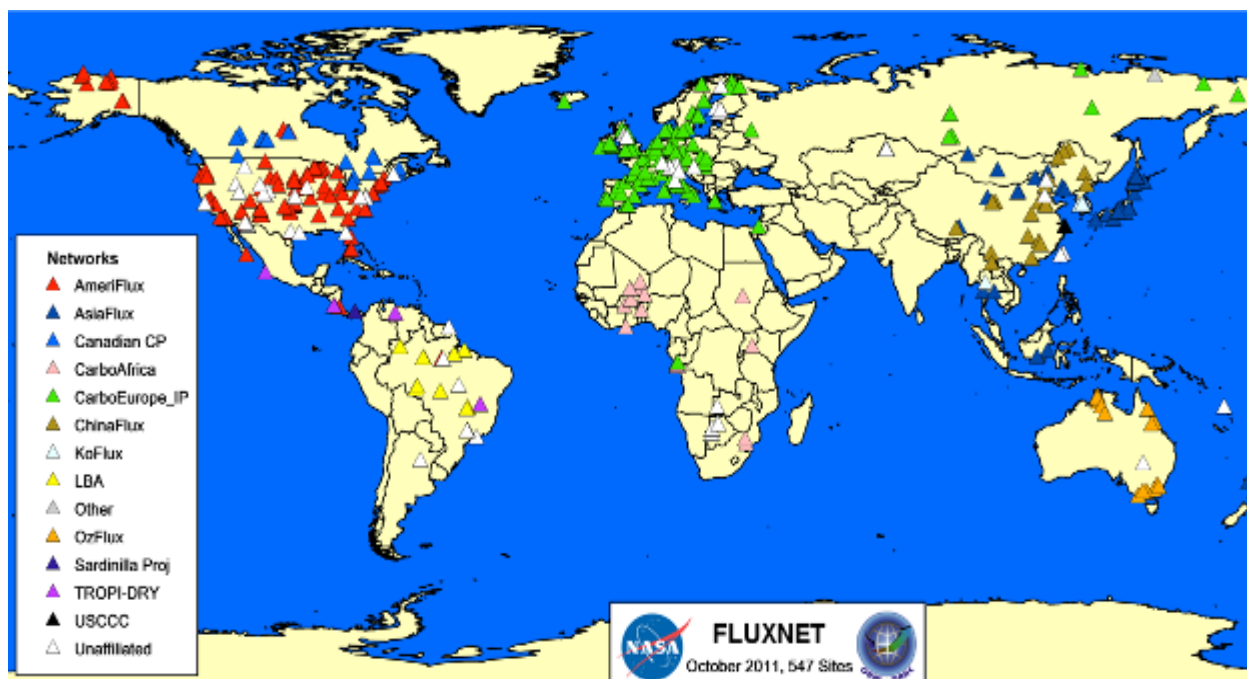 Networks
AmeriFlux
AsiaFlux
Canadian CP
CarboAfrica
CarboEurope_IP
ChinaFlux
KoFlux
LBA
Other
OzFlux
Sardinilla Proj
TROPI-DRY
USCCC
Unaffiliated
NASA
FLUXNET
October 2011, 547 Sites